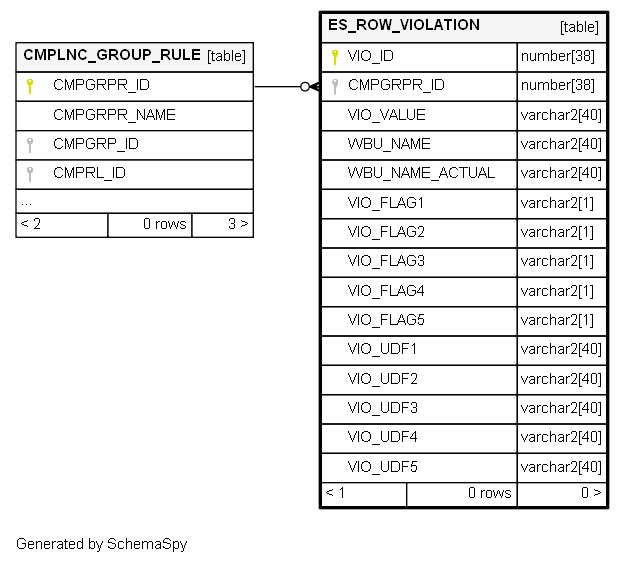 CMPLNC_GROUP_RULE [table]
CMPGRPR_ID
CMPGRPR_NAME
CMPGRP_ID
CMPRL_ID
...
< 2 0 rows 3 >
ES_ROW_VIOLATION [table]
VIO_ID number[38]
CMPGRPR_ID number[38]
VIO_VALUE varchar2[40]
WBU_NAME varchar2[40]
WBU_NAME_ACTUAL varchar2[40]
VIO_FLAG1 varchar2[1]
VIO_FLAG2 varchar2[1]
VIO_FLAG3 varchar2[1]
VIO_FLAG4 varchar2[1]
VIO_FLAG5 varchar2[1]
VIO_UDF1 varchar2[40]
VIO_UDF2 varchar2[40]
VIO_UDF3 varchar2[40]
VIO_UDF4 varchar2[40]
VIO_UDF5 varchar2[40]
< 1 0 rows 0 >
Generated by SchemaSpy